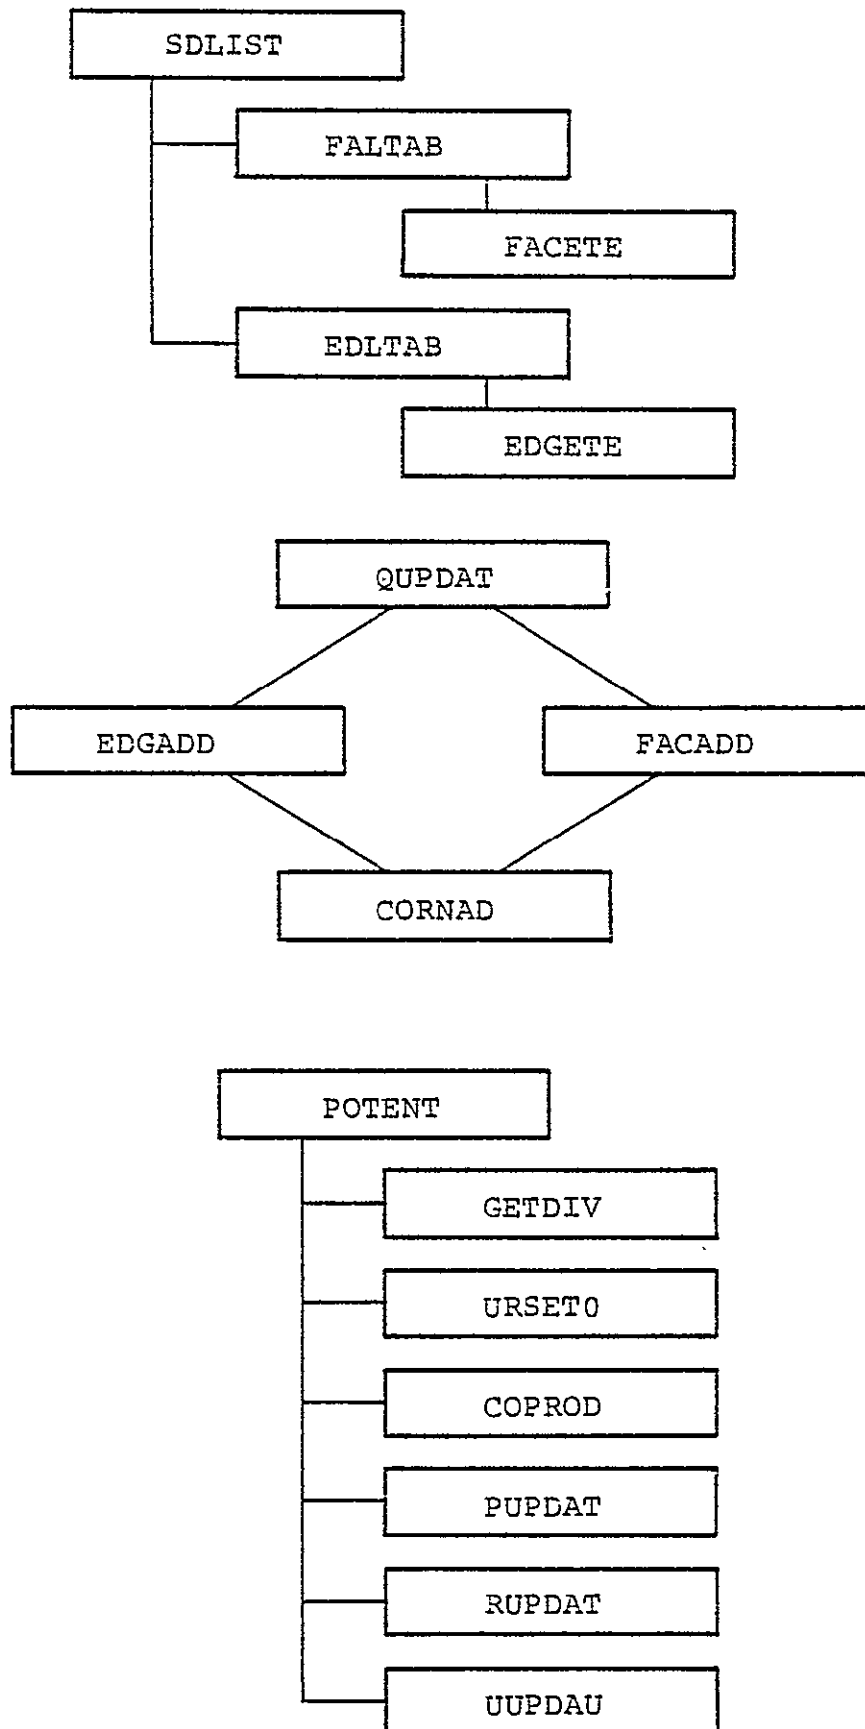 SDLIST
FALTAB
FACETE
EDLTAB
EDGETE
QUPDAT
EDGADD
FACADD
CORNAD
POTENT
GETDIV
URSET0
COPROD
PUPDAT
RUPDAT
UUPDAU